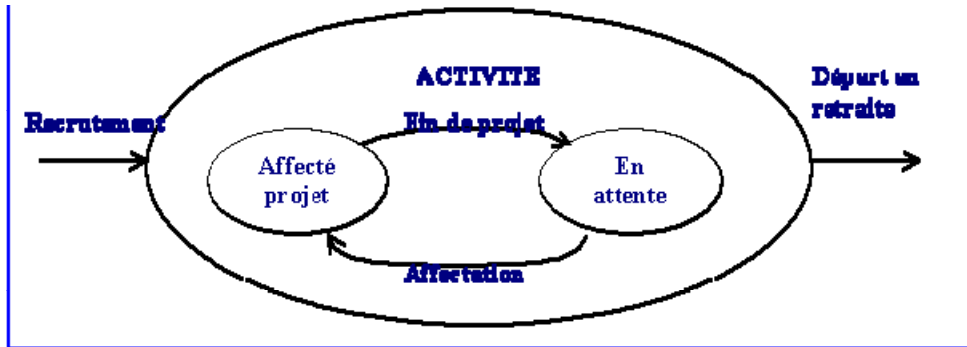 ACTIVITE
Départ en
retraite
Recrutement
Fin de projet
Affecté
projet
En
attente
Affectation